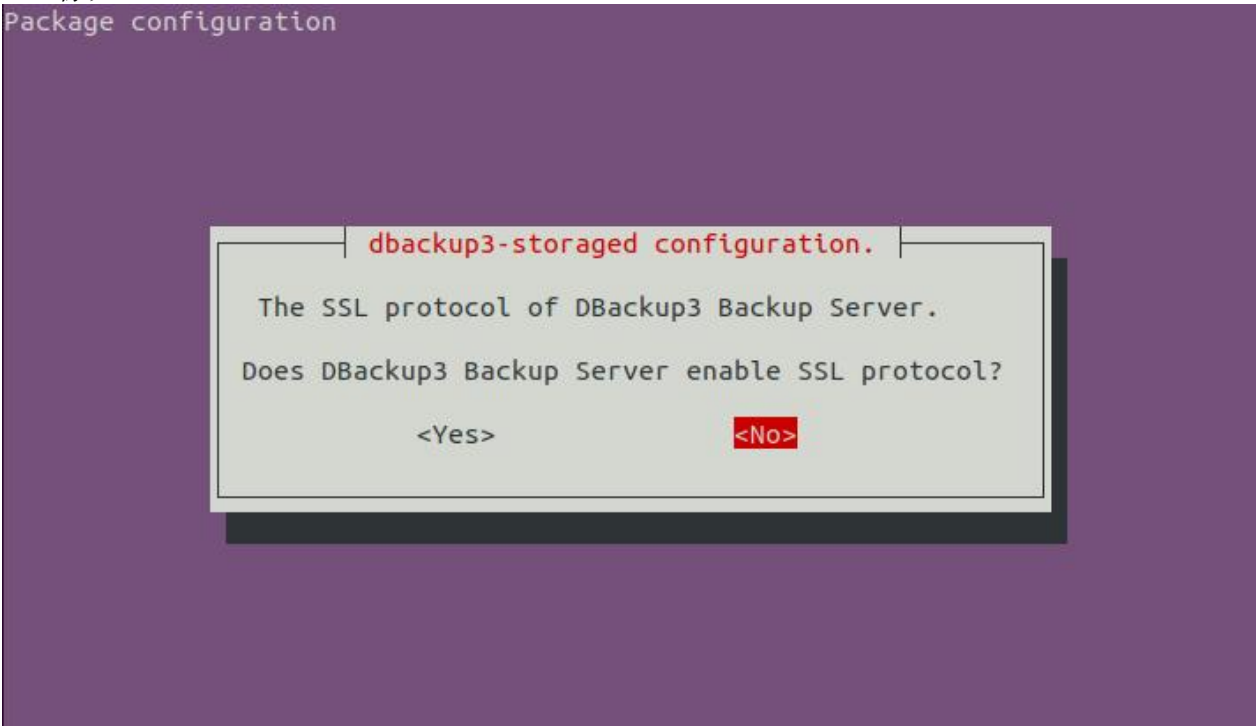 Package configuration
dbackup3-storaged configuration.
The SSL protocol of DBackup3 Backup Server.
Does DBackup3 Backup Server enable SSL protocol?
<Yes> <No>